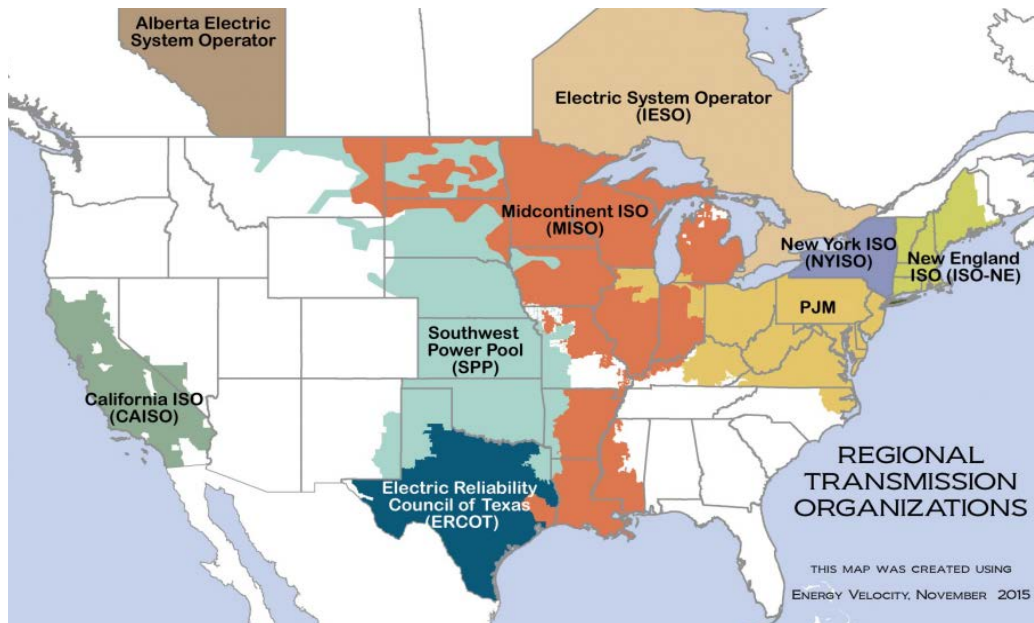 Alberta Electric
System Operator
Electric System Operator
(IESO)
Midcontinent ISO
(MISO)
New York ISO
(NYISO)
New England
ISO (ISO-NE)
PJM
Southwest
Power Pool
(SPP)
California ISO
(CAISO)
Electric Reliability
Council of Texas
(ERCOT)
REGIONAL
TRANSMISSION
ORGANIZATIONS
THIS MAP WAS CREATED USING
ENERGY VELOCITY, NOVEMBER 2015